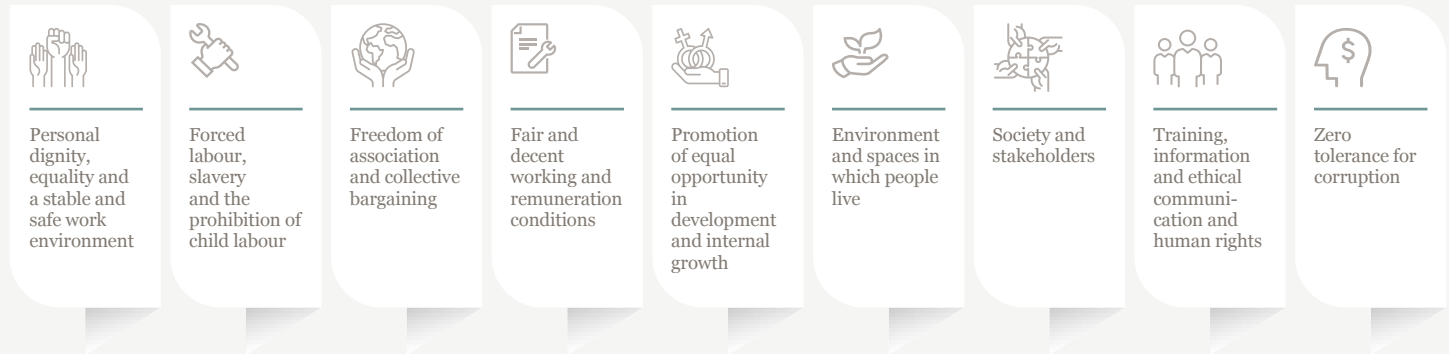 Personal
dignity,
equality and
a stable and
safe work
environment
Forced
labour,
slavery
and the
prohibition of
child labour
Freedom of
association
and collective
bargaining
Fair and
decent
working and
remuneration
conditions
Promotion
of equal
opportunity
in
development
and internal
growth
Environment
and spaces in
which people
live
Society and
stakeholders
Training,
information
and ethical
communi-
cation and
human rights
Zero
tolerance for
corruption